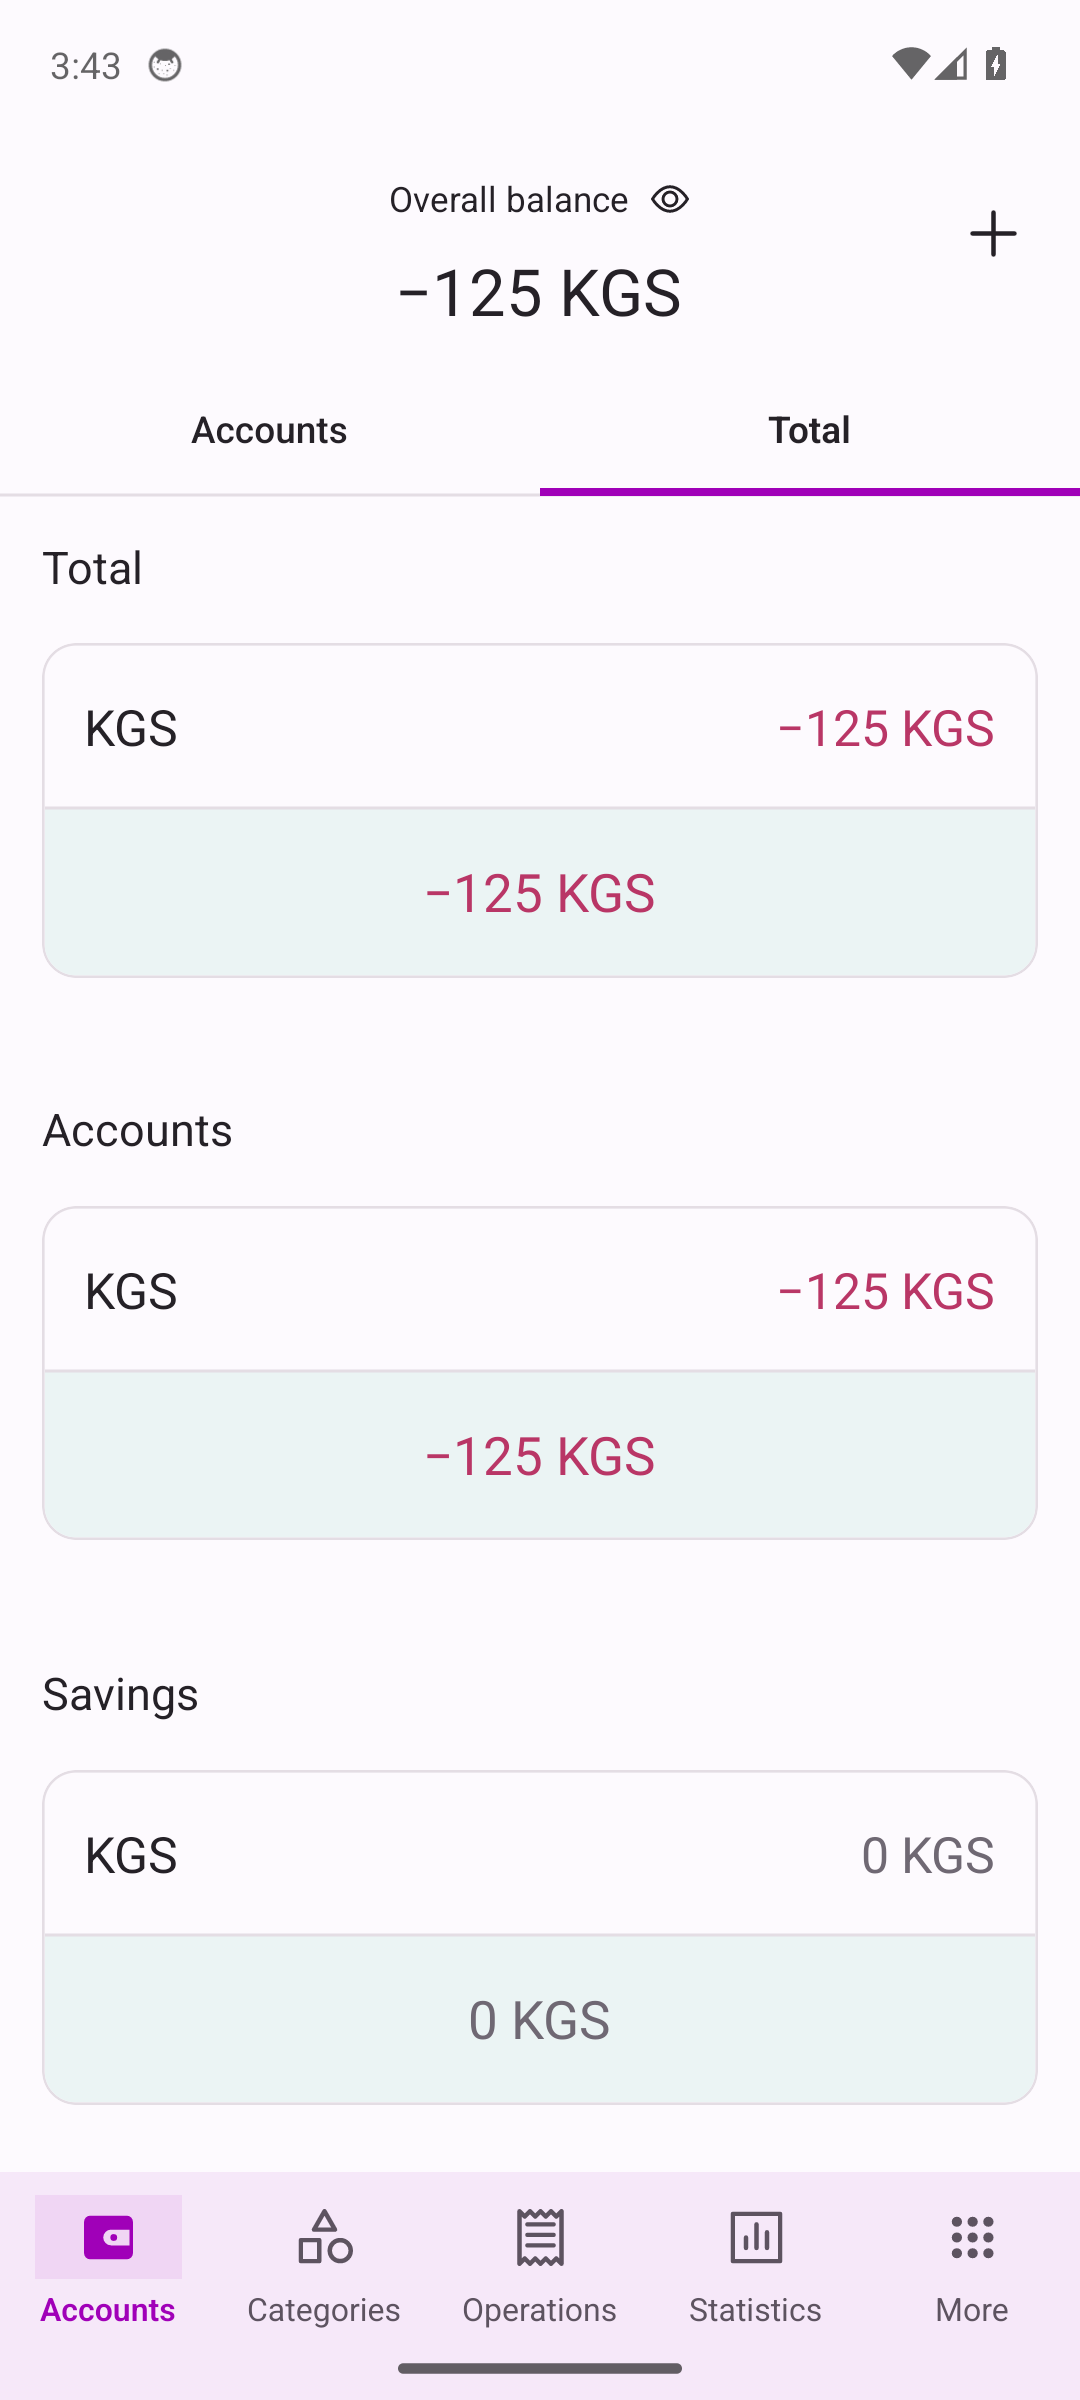 3:43
Overall balance
−125 KGS
Accounts
Total
Total
KGS
−125 KGS
−125 KGS
Accounts
KGS
−125 KGS
−125 KGS
Savings
KGS
0 KGS
0 KGS
Accounts
Categories
Operations
Statistics
More